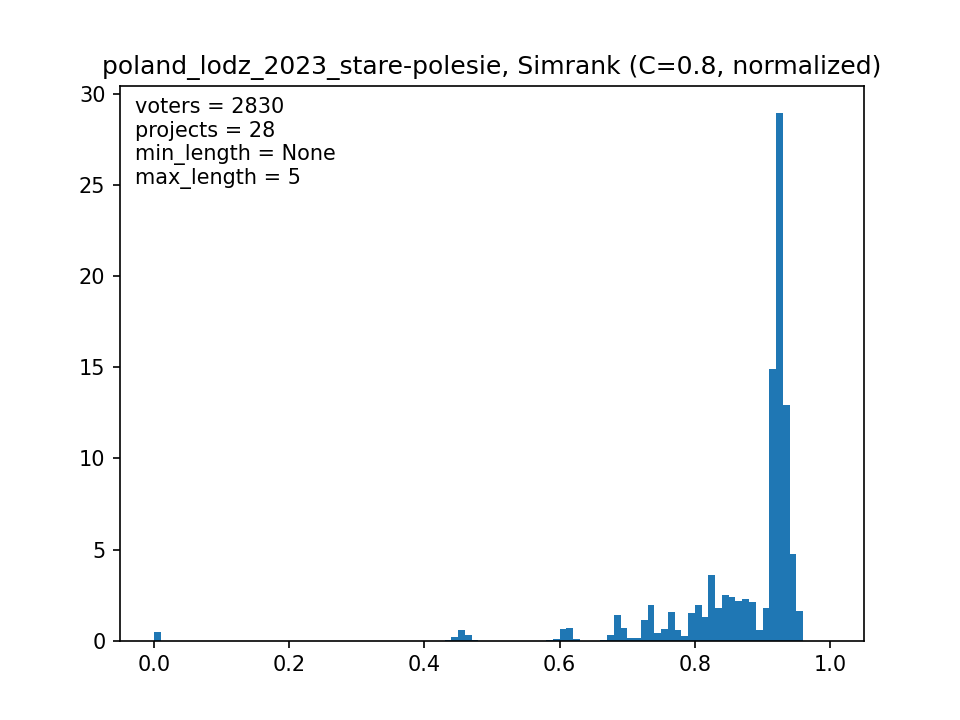 poland_lodz_2023_stare-polesie, Simrank (C=0.8, normalized)
voters = 2830
projects = 28
min_length = None
max_length = 5
30
25
20
15
10
5
0
0.0 0.2 0.4 0.6 0.8 1.0